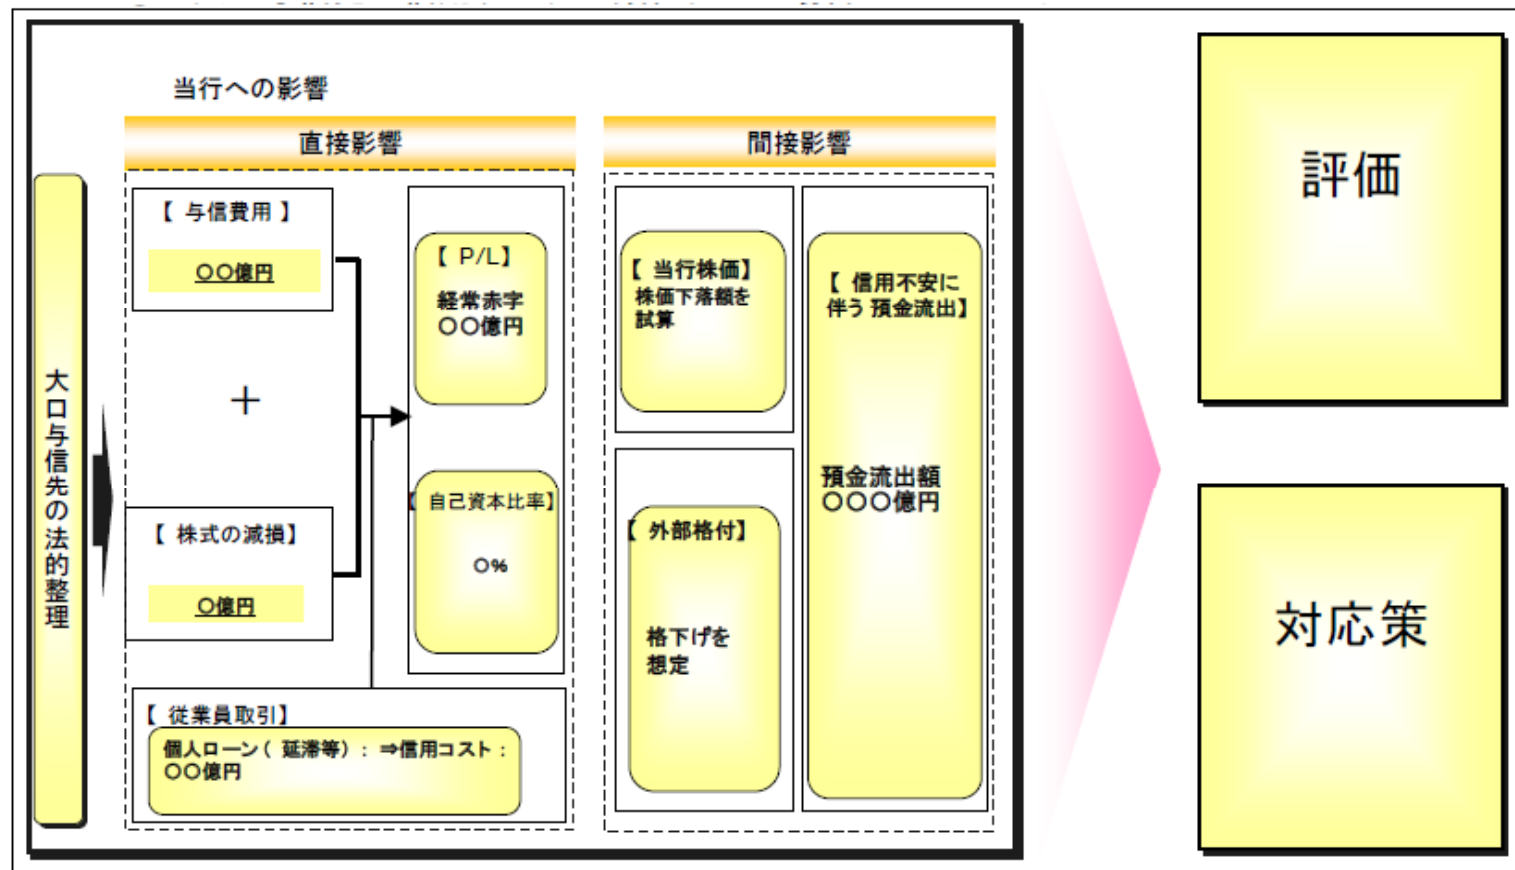 当行への影響
直接影響
間接影響
大口与信先の法的整理
【 与信費用 】
〇〇億円
＋
【 株式の減損】
〇億円
【 P/L】
経常赤字
〇〇億円
【 自己資本比率】
〇%
【 従業員取引】
個人ローン（ 延滞等）： ⇒信用コスト：
〇〇億円
【 当行株価】
株価下落額を
試算
【 外部格付】
格下げを
想定
【 信用不安に
伴う 預金流出】
預金流出額
〇〇〇億円
評価
対応策